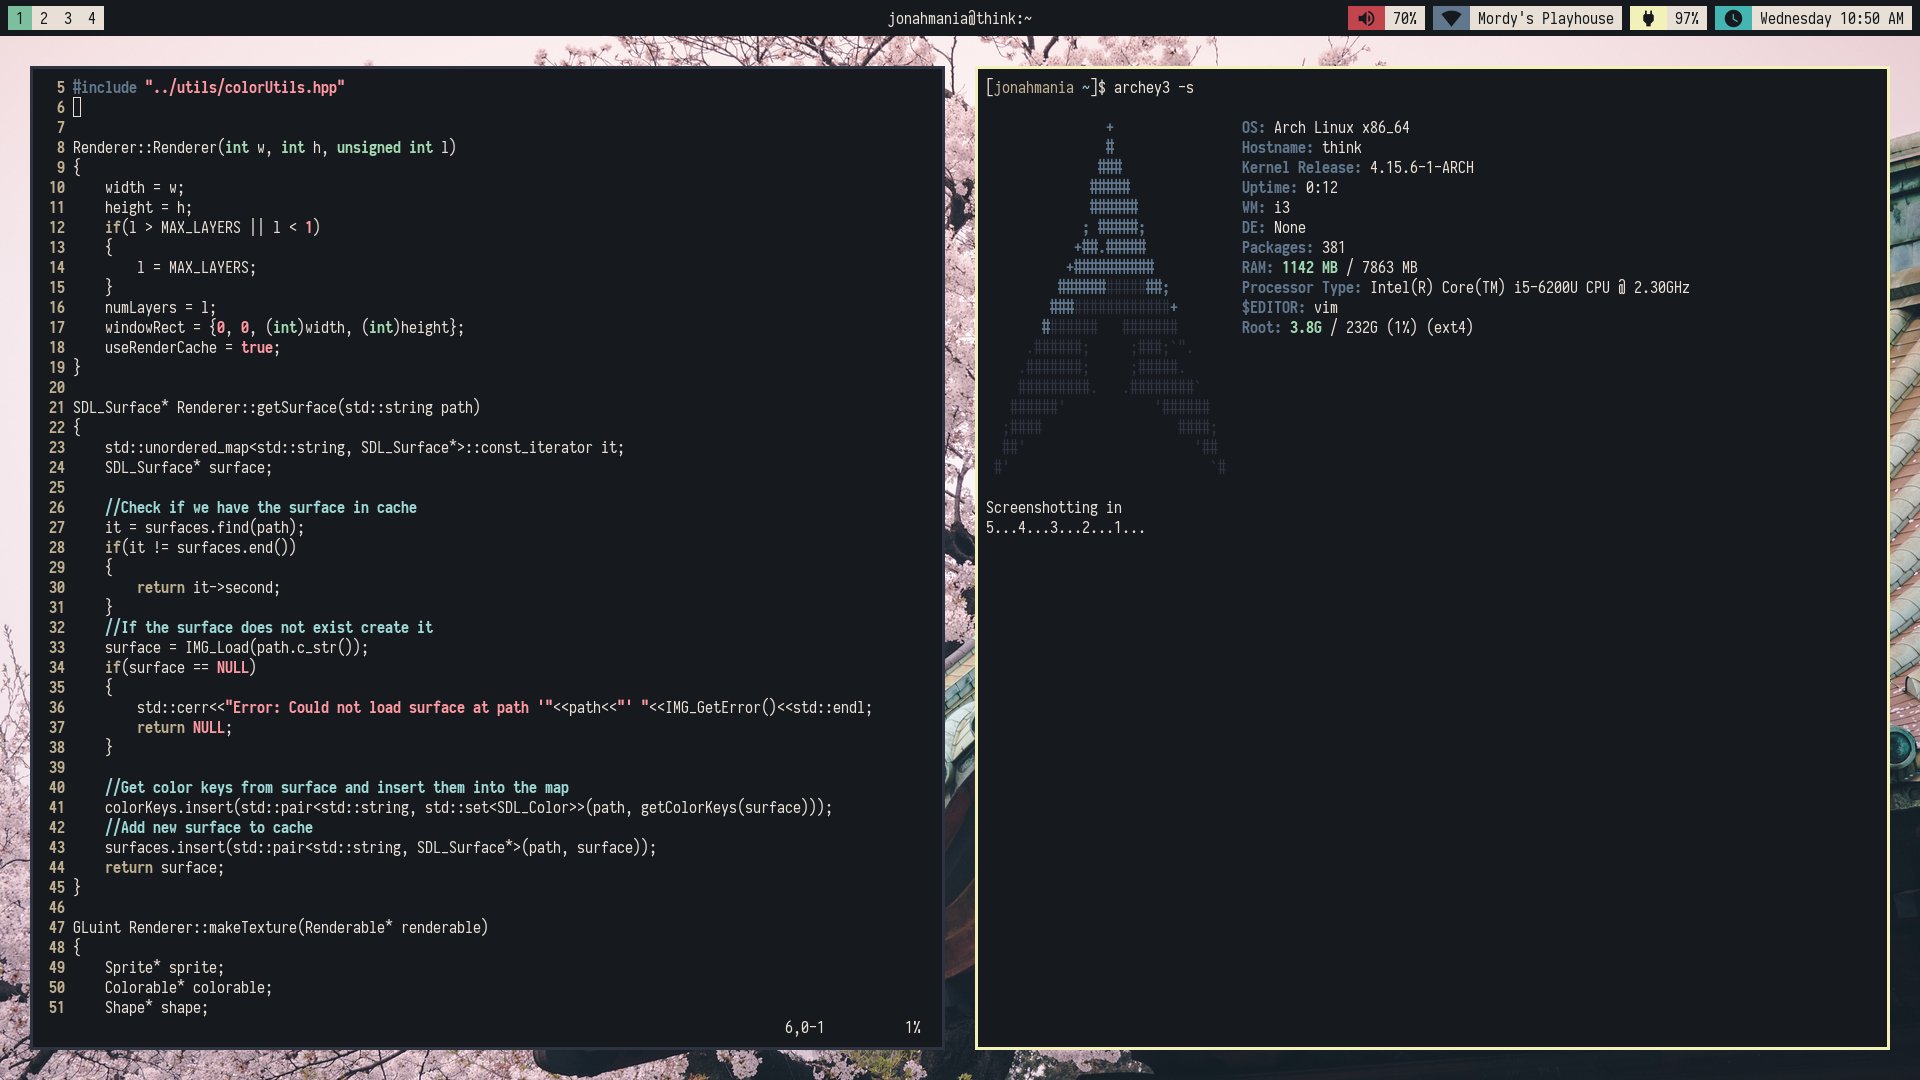 1 2 3 4
jonahmania@think:~
70%
Mordy's Playhouse
97%
Wednesday 10:50 AM
5 #include "../utils/colorUtils.hpp"
6
7
8 Renderer::Renderer(int w, int h, unsigned int l)
9 {
10     width = w;
11     height = h;
12     if(l > MAX_LAYERS || l < 1)
13     {
14         l = MAX_LAYERS;
15     }
16     numLayers = l;
17     windowRect = {0, 0, (int)width, (int)height};
18     useRenderCache = true;
19 }
20
21 SDL_Surface* Renderer::getSurface(std::string path)
22 {
23     std::unordered_map<std::string, SDL_Surface*>::const_iterator it;
24     SDL_Surface* surface;
25
26     //Check if we have the surface in cache
27     it = surfaces.find(path);
28     if(it != surfaces.end())
29     {
30         return it->second;
31     }
32     //If the surface does not exist create it
33     surface = IMG_Load(path.c_str());
34     if(surface == NULL)
35     {
36         std::cerr<<"Error: Could not load surface at path '"<<path<<"' "<<IMG_GetError()<<std::endl;
37         return NULL;
38     }
39
40     //Get color keys from surface and insert them into the map
41     colorKeys.insert(std::pair<std::string, std::set<SDL_Color>>(path, getColorKeys(surface)));
42     //Add new surface to cache
43     surfaces.insert(std::pair<std::string, SDL_Surface*>(path, surface));
44     return surface;
45 }
46
47 GLuint Renderer::makeTexture(Renderable* renderable)
48 {
49     Sprite* sprite;
50     Colorable* colorable;
51     Shape* shape;
6,0-1 1%
[jonahmania ~]$ archey3 -s
OS: Arch Linux x86_64
Hostname: think
Kernel Release: 4.15.6-1-ARCH
Uptime: 0:12
WM: i3
DE: None
Packages: 381
RAM: 1142 MB / 7863 MB
Processor Type: Intel(R) Core(TM) i5-6200U CPU @ 2.30GHz
$EDITOR: vim
Root: 3.8G / 232G (1%) (ext4)
Screenshotting in
5...4...3...2...1...